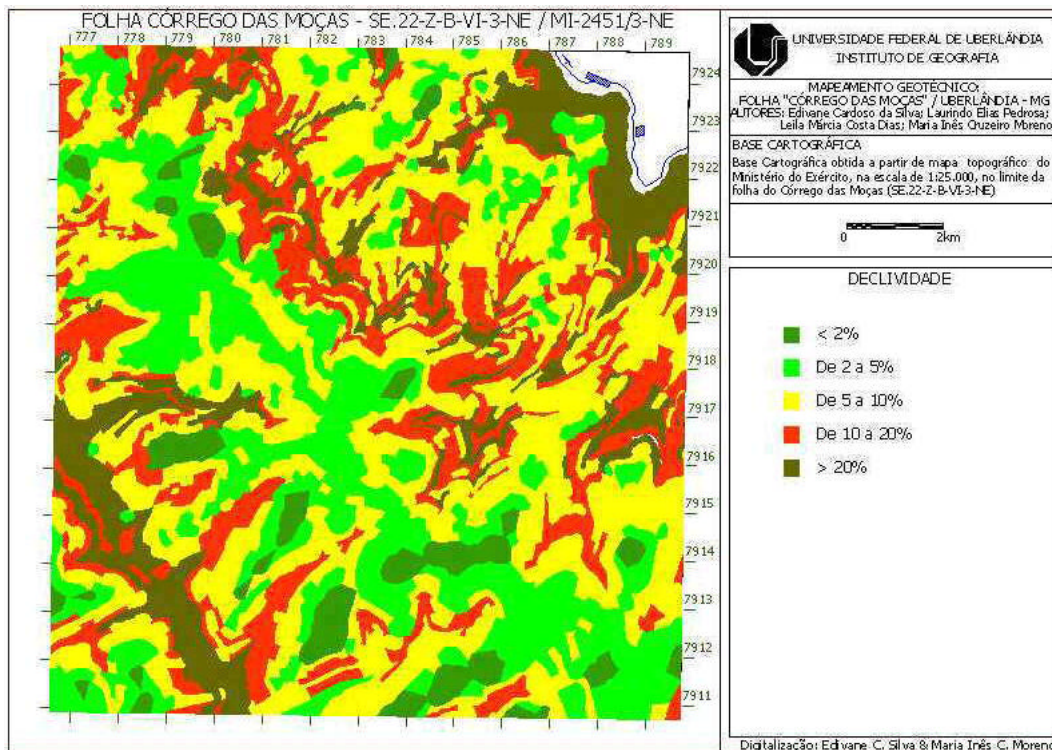 FOLHA CÓRREGO DAS MOÇAS - SE.22-Z-B-VI-3-NE / MI-2451/3-NE
777 778 779 780 781 782 783 784 785 786 787 788 789
7924
7923
7922
7921
7920
7919
7918
7917
7916
7915
7914
7913
7912
7911
UNIVERSIDADE FEDERAL DE UBERLÂNDIA
INSTITUTO DE GEOGRAFIA
MAPEAMENTO GEOTÉCNICO:
FOLHA "CÓRREGO DAS MOÇAS" / UBERLÂNDIA - MG
AUTORES: Edivane Cardoso da Silva; Laurindo Elias Pedrosa;
Leila Márcia Costa Dias; Maria Inês Cruzeiro Moreno
BASE CARTOGRÁFICA
Base Cartográfica obtida a partir de mapa topográfico do
Ministério do Exército, na escala de 1:25.000, no limite da
folha do Córrego das Moças (SE.22-Z-B-VI-3-NE)
0 2km
DECLIVIDADE
< 2%
De 2 a 5%
De 5 a 10%
De 10 a 20%
> 20%
Digitalização: Edivane C. Silva & Maria Inês C. Moreno